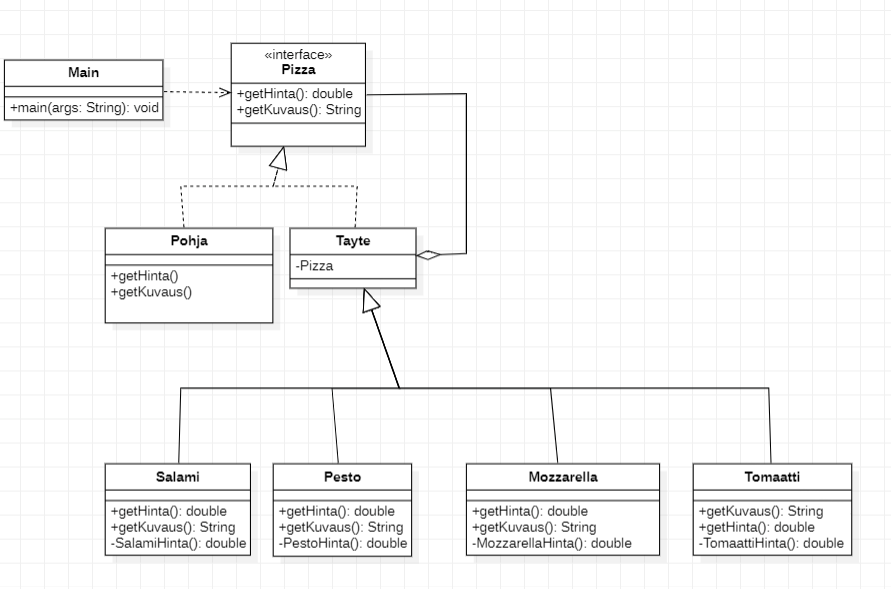 «interface»
Pizza
+getHinta(): double
+getKuvaus(): String
Main
+main(args: String): void
Pohja
+getHinta()
+getKuvaus()
Tayte
-Pizza
Salami
+getHinta(): double
+getKuvaus(): String
-SalamiHinta(): double
Pesto
+getHinta(): double
+getKuvaus(): String
-PestoHinta(): double
Mozzarella
+getHinta(): double
+getKuvaus(): String
-MozzarellaHinta(): double
Tomaatti
+getKuvaus(): String
+getHinta(): double
-TomaattiHinta(): double